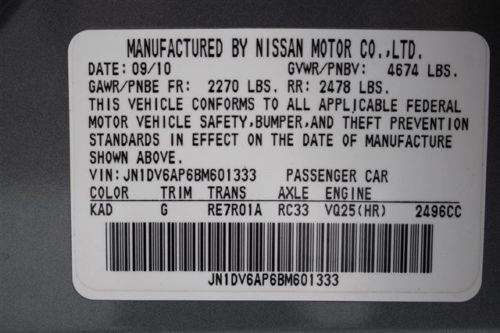 MANUFACTURED BY NISSAN MOTOR CO.,LTD.
DATE: 09/10 GVWR/PNBV: 4674 LBS.
GAWR/PNBE FR: 2270 LBS. RR: 2478 LBS.
THIS VEHICLE CONFORMS TO ALL APPLICABLE FEDERAL
MOTOR VEHICLE SAFETY,BUMPER,AND THEFT PREVENTION
STANDARDS IN EFFECT ON THE DATE OF MANUFACTURE
SHOWN ABOVE.
VIN: JN1DV6AP6BM601333 PASSENGER CAR
COLOR TRIM TRANS AXLE ENGINE
KAD G RE7R01A RC33 VQ25(HR) 2496CC
JN1DV6AP6BM601333